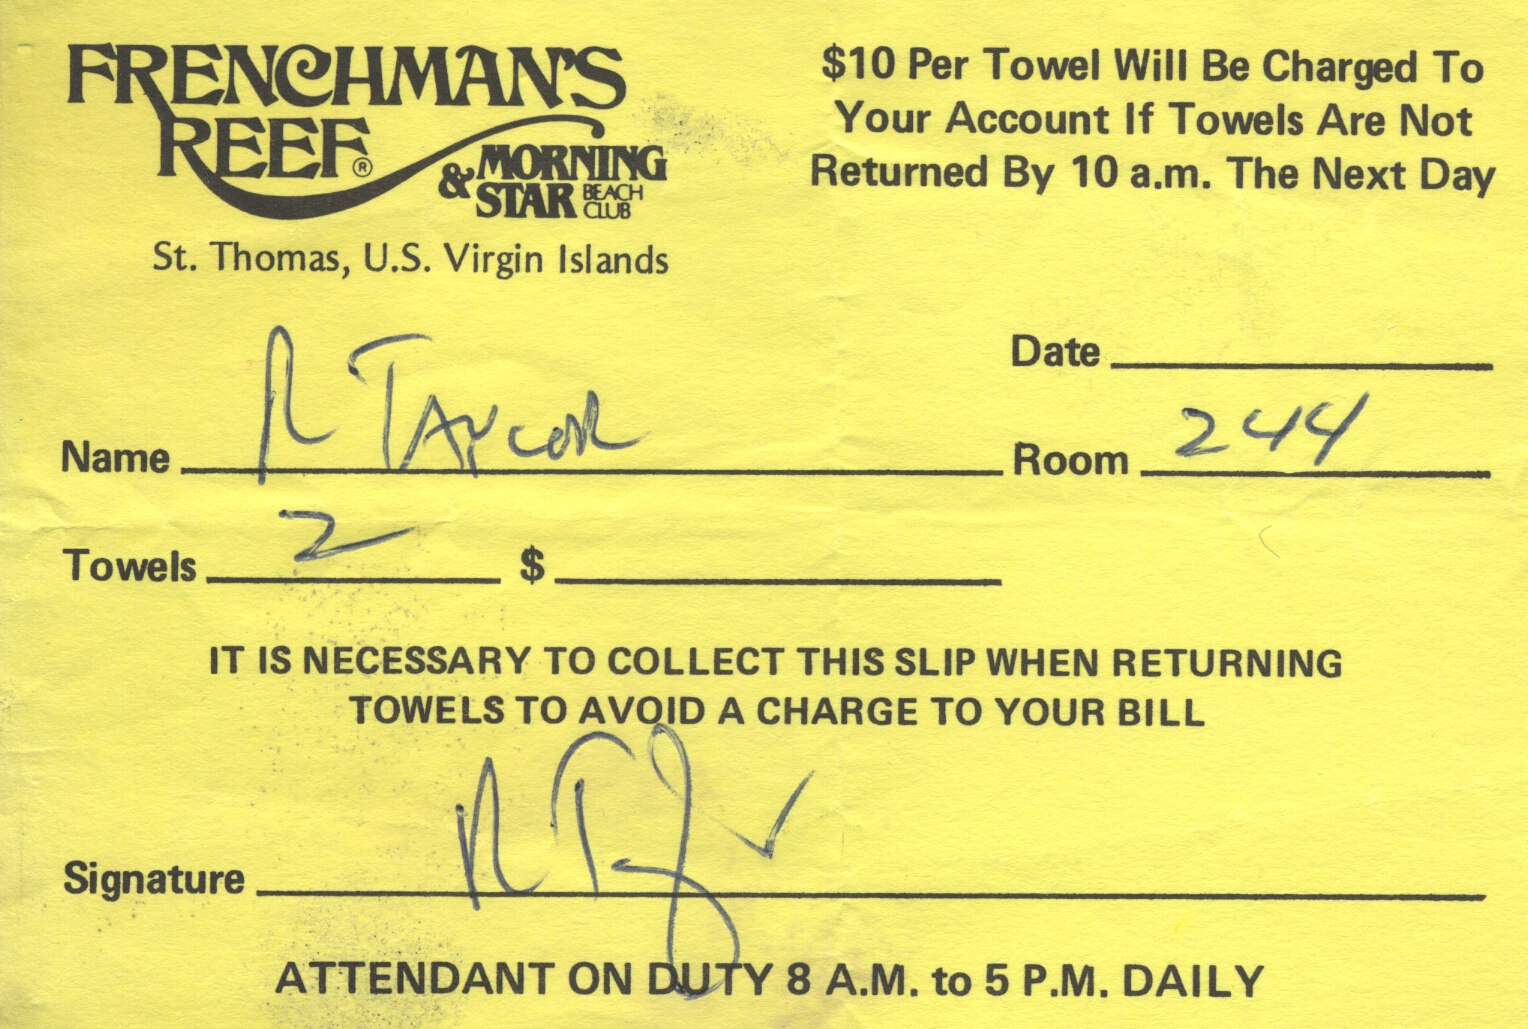 FRENCHMAN'S
REEF®
& MORNING
STAR BEACH CLUB
St. Thomas, U.S. Virgin Islands
$10 Per Towel Will Be Charged To
Your Account If Towels Are Not
Returned By 10 a.m. The Next Day
Date
Name R TAYLOR Room 244
Towels 2 $
IT IS NECESSARY TO COLLECT THIS SLIP WHEN RETURNING
TOWELS TO AVOID A CHARGE TO YOUR BILL
Signature R Taylor
ATTENDANT ON DUTY 8 A.M. to 5 P.M. DAILY